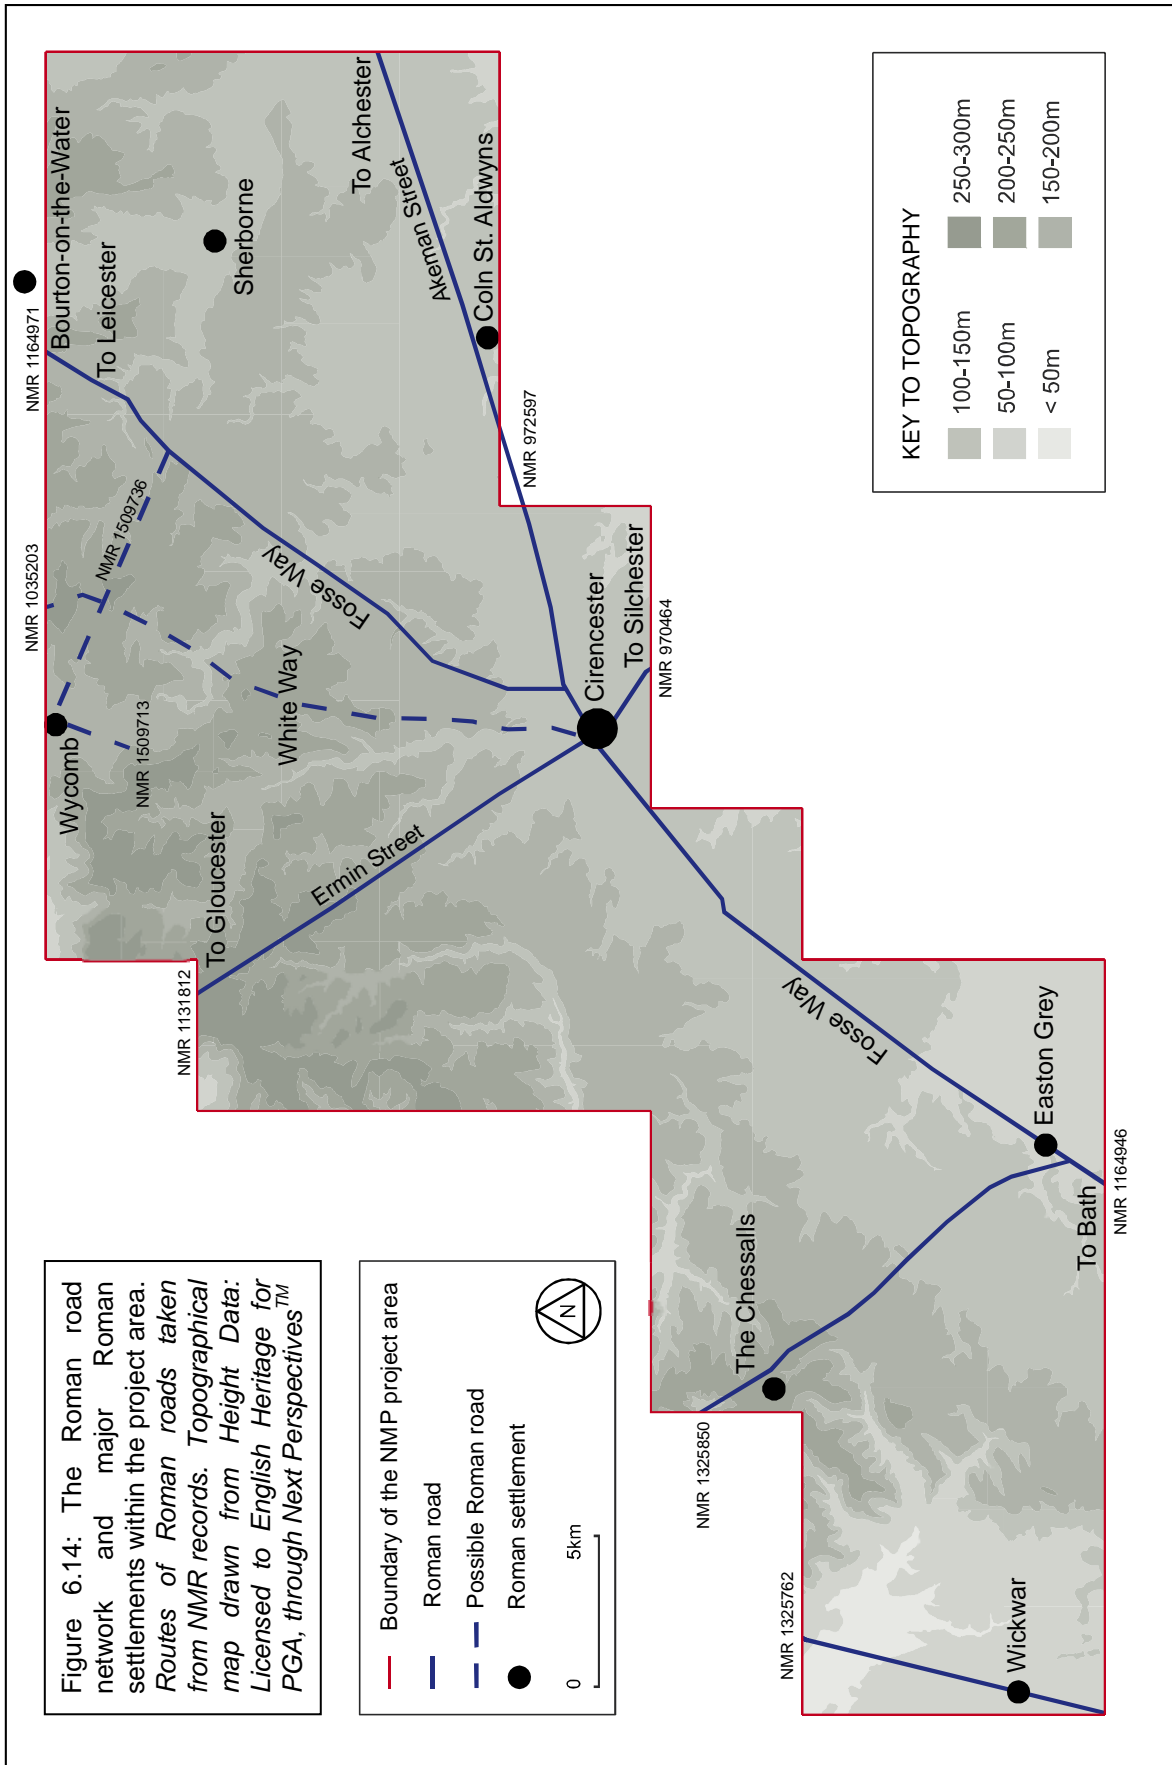 Figure 6.14: The Roman road
network and major Roman
settlements within the project area.
Routes of Roman roads taken
from NMR records. Topographical
map drawn from Height Data:
Licensed to English Heritage for
PGA, through Next Perspectives™
Boundary of the NMP project area
Roman road
Possible Roman road
Roman settlement
0 5km
N
NMR 1325762
Wickwar
NMR 1325850
The Chessalls
To Bath
NMR 1164946
Easton Grey
Fosse Way
NMR 1131812
To Gloucester
Ermin Street
Wycomb
NMR 1509713
White Way
NMR 1035203
NMR 1509736
Fosse Way
Cirencester
To Silchester
NMR 970464
NMR 1164971
Bourton-on-the-Water
To Leicester
Sherborne
To Alchester
Akeman Street
Coln St. Aldwyns
NMR 972597
KEY TO TOPOGRAPHY
100-150m 250-300m
50-100m 200-250m
< 50m 150-200m